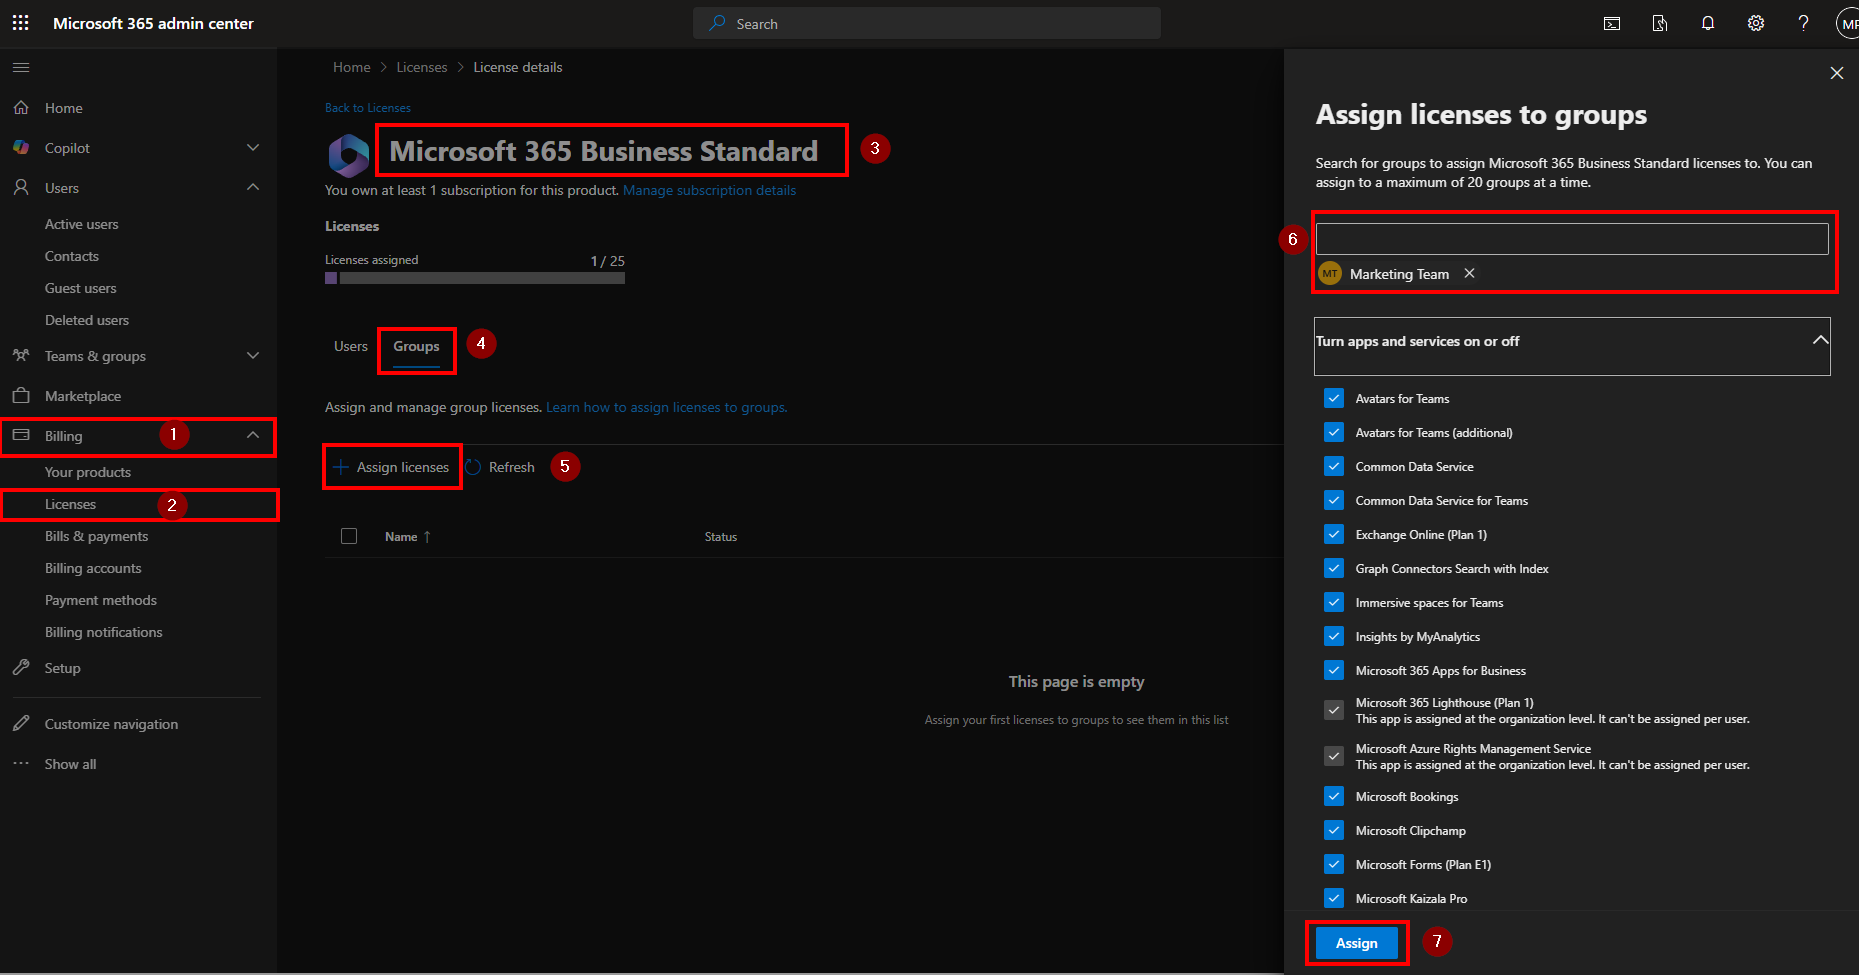 Microsoft 365 admin center
Search
MP
Home
Copilot
Users
Active users
Contacts
Guest users
Deleted users
Teams & groups
Marketplace
Billing
1
Your products
Licenses
2
Bills & payments
Billing accounts
Payment methods
Billing notifications
Setup
Customize navigation
Show all
Home > Licenses > License details
Back to Licenses
Microsoft 365 Business Standard
3
You own at least 1 subscription for this product. Manage subscription details
Licenses
Licenses assigned 1 / 25
Users Groups
4
Assign and manage group licenses. Learn how to assign licenses to groups.
Assign licenses Refresh
5
Name ↑ Status
This page is empty
Assign your first licenses to groups to see them in this list
Assign licenses to groups
Search for groups to assign Microsoft 365 Business Standard licenses to. You can
assign to a maximum of 20 groups at a time.
6
MT Marketing Team
Turn apps and services on or off
Avatars for Teams
Avatars for Teams (additional)
Common Data Service
Common Data Service for Teams
Exchange Online (Plan 1)
Graph Connectors Search with Index
Immersive spaces for Teams
Insights by MyAnalytics
Microsoft 365 Apps for Business
Microsoft 365 Lighthouse (Plan 1)
This app is assigned at the organization level. It can't be assigned per user.
Microsoft Azure Rights Management Service
This app is assigned at the organization level. It can't be assigned per user.
Microsoft Bookings
Microsoft Clipchamp
Microsoft Forms (Plan E1)
Microsoft Kaizala Pro
Assign
7